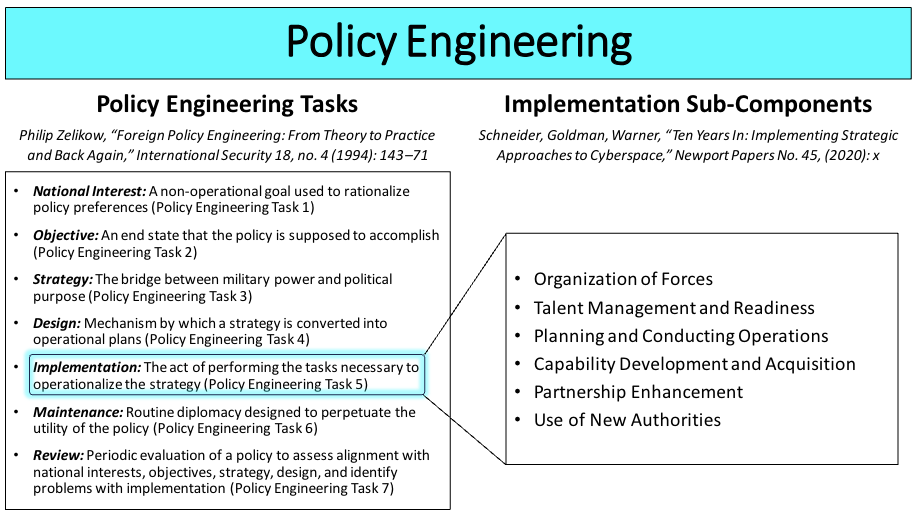 Policy Engineering
Policy Engineering Tasks
Philip Zelikow, “Foreign Policy Engineering: From Theory to Practice
and Back Again,” International Security 18, no. 4 (1994): 143–71
• National Interest: A non-operational goal used to rationalize
policy preferences (Policy Engineering Task 1)
• Objective: An end state that the policy is supposed to accomplish
(Policy Engineering Task 2)
• Strategy: The bridge between military power and political
purpose (Policy Engineering Task 3)
• Design: Mechanism by which a strategy is converted into
operational plans (Policy Engineering Task 4)
• Implementation: The act of performing the tasks necessary to
operationalize the strategy (Policy Engineering Task 5)
• Maintenance: Routine diplomacy designed to perpetuate the
utility of the policy (Policy Engineering Task 6)
• Review: Periodic evaluation of a policy to assess alignment with
national interests, objectives, strategy, design, and identify
problems with implementation (Policy Engineering Task 7)
Implementation Sub-Components
Schneider, Goldman, Warner, “Ten Years In: Implementing Strategic
Approaches to Cyberspace,” Newport Papers No. 45, (2020): x
• Organization of Forces
• Talent Management and Readiness
• Planning and Conducting Operations
• Capability Development and Acquisition
• Partnership Enhancement
• Use of New Authorities